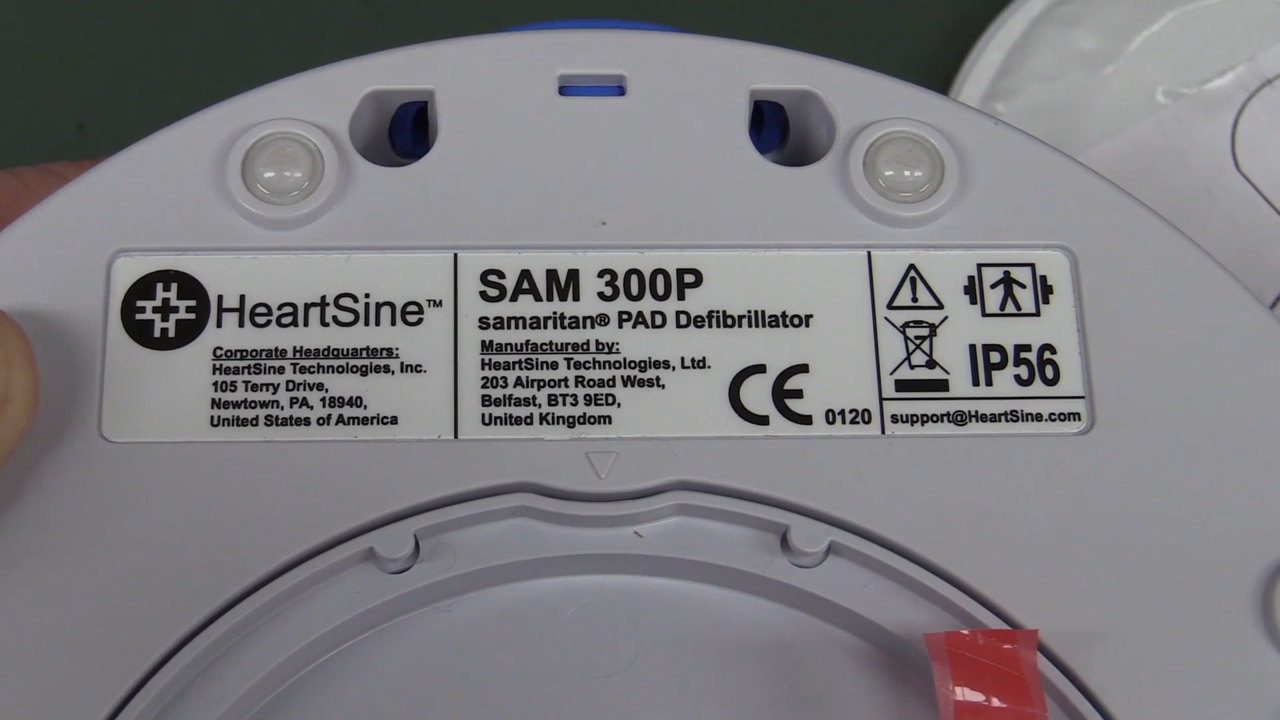 HeartSine™
Corporate Headquarters:
HeartSine Technologies, Inc.
105 Terry Drive,
Newtown, PA, 18940,
United States of America
SAM 300P
samaritan® PAD Defibrillator
Manufactured by:
HeartSine Technologies, Ltd.
203 Airport Road West,
Belfast, BT3 9ED,
United Kingdom
CE 0120
IP56
support@HeartSine.com